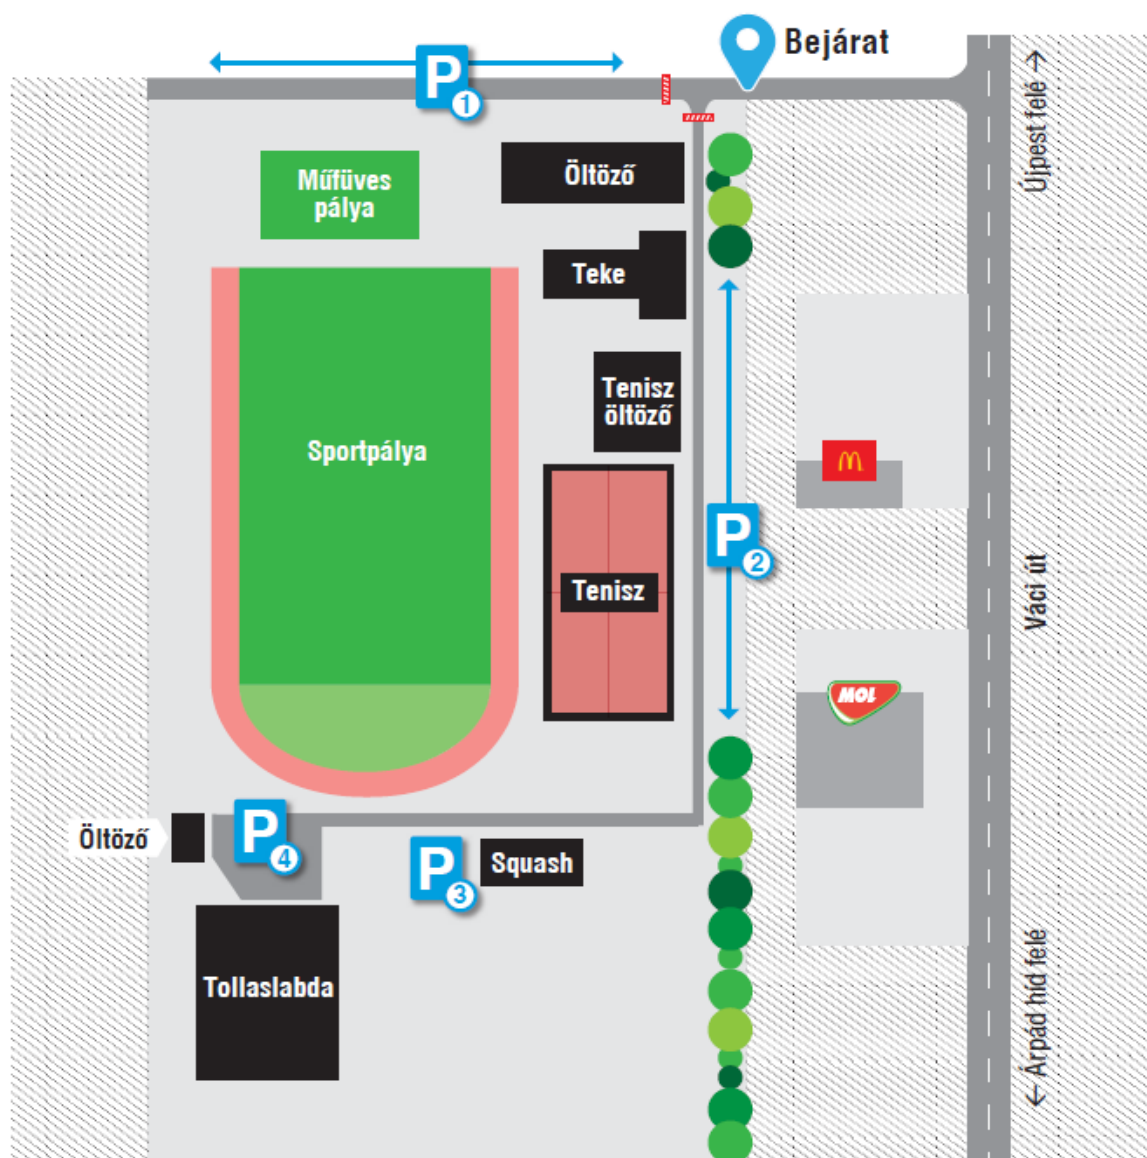 Bejárat
P
1
Újpest felé →
Műfüves
pálya
Öltöző
Teke
Tenisz
öltöző
Sportpálya
P
2
Tenisz
Váci út
MOL
Öltöző
P
4
P
3
Squash
Tollaslabda
← Árpád híd felé